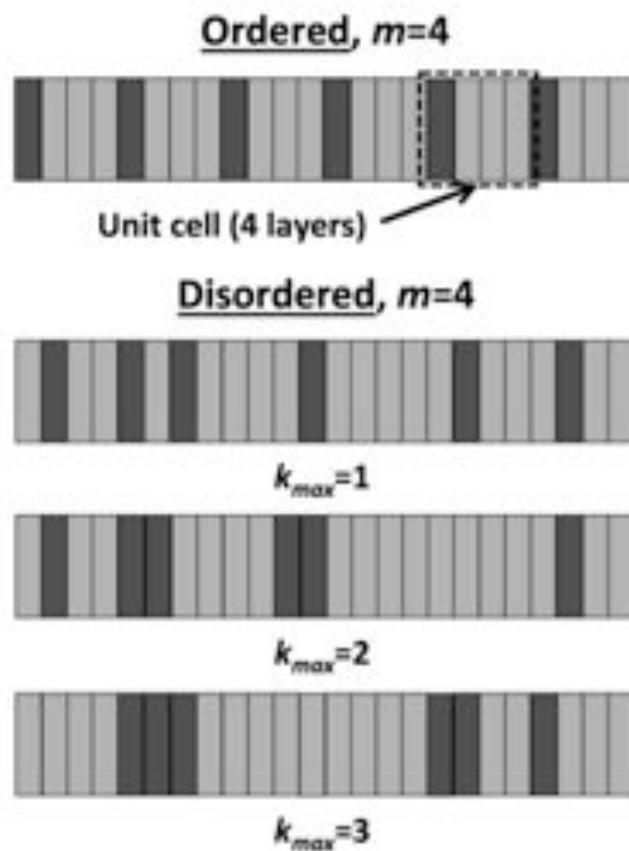 Ordered, m=4
Unit cell (4 layers)
Disordered, m=4
kmax=1
kmax=2
kmax=3